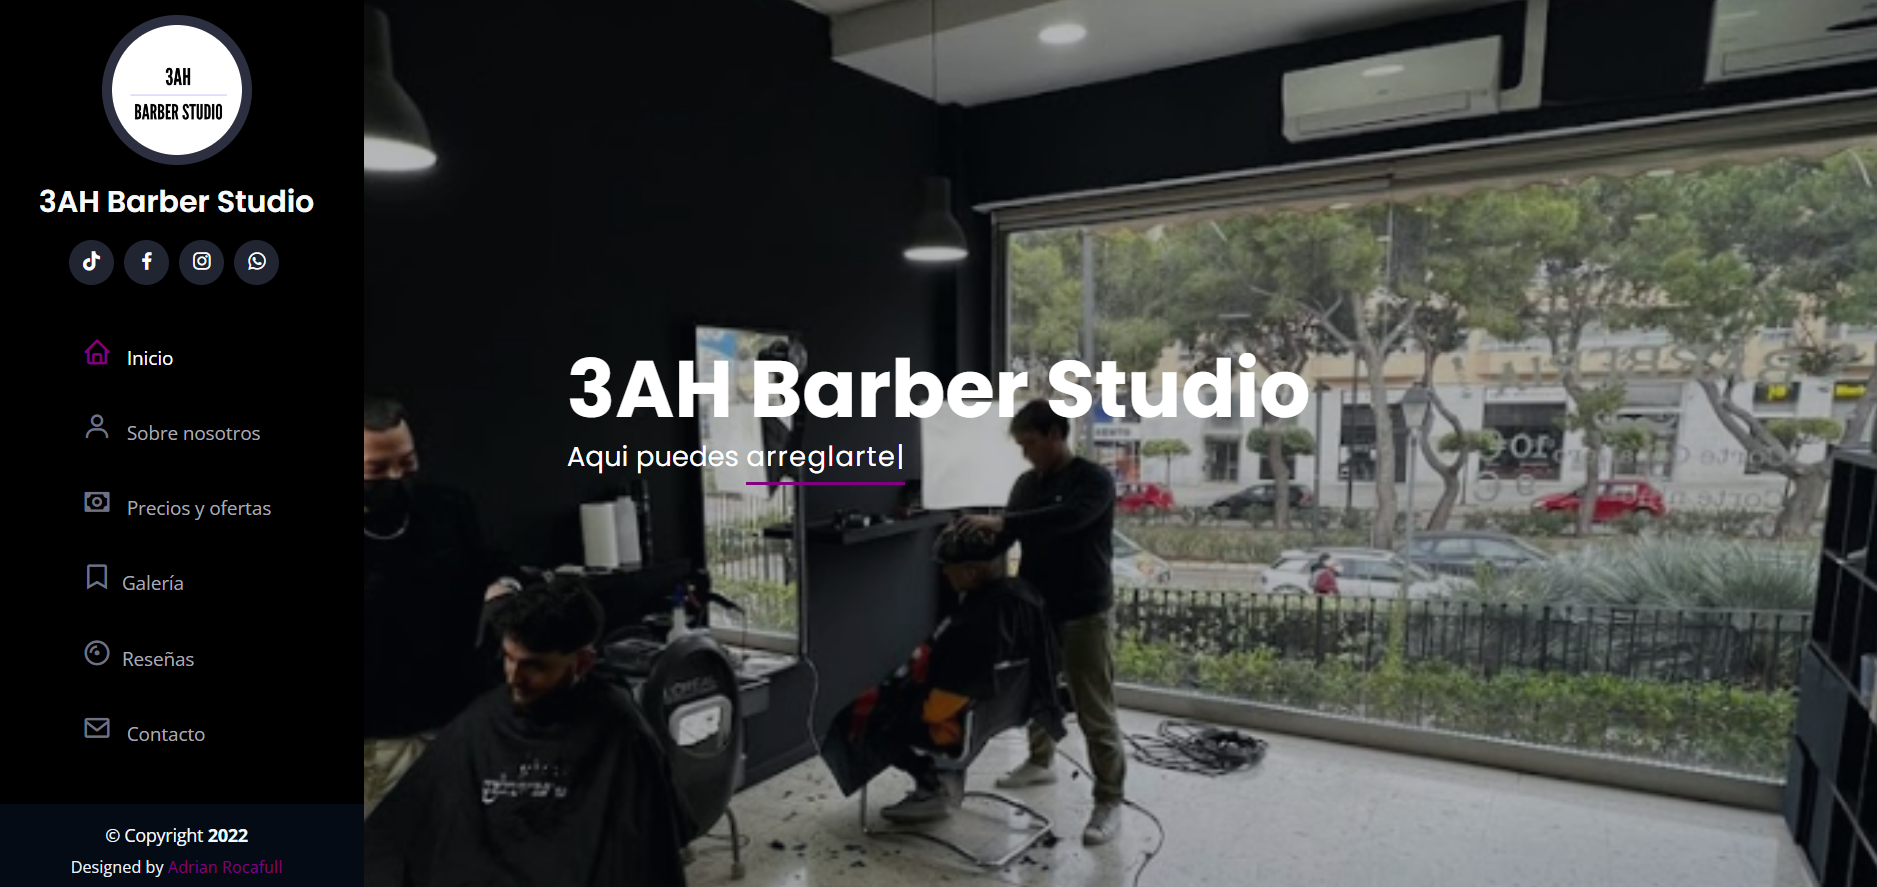 3AH
BARBER STUDIO
3AH Barber Studio
Inicio
Sobre nosotros
Precios y ofertas
Galería
Reseñas
Contacto
© Copyright 2022
Designed by Adrian Rocafull
3AH Barber Studio
Aqui puedes arreglarte|